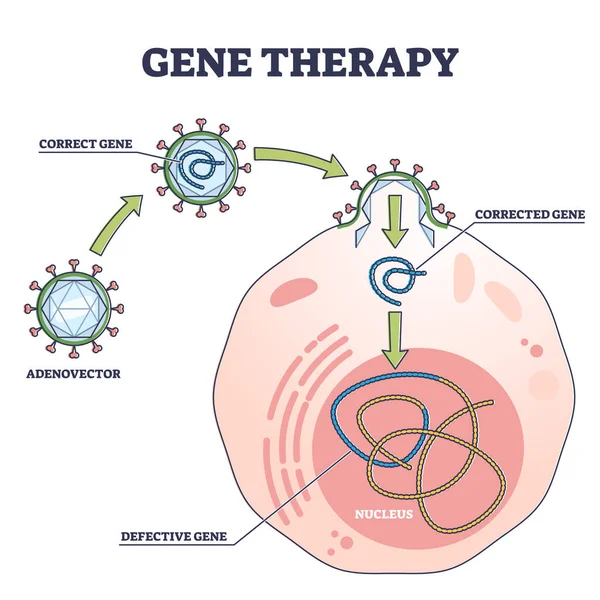 GENE THERAPY
CORRECT GENE
CORRECTED GENE
ADENOVECTOR
NUCLEUS
DEFECTIVE GENE